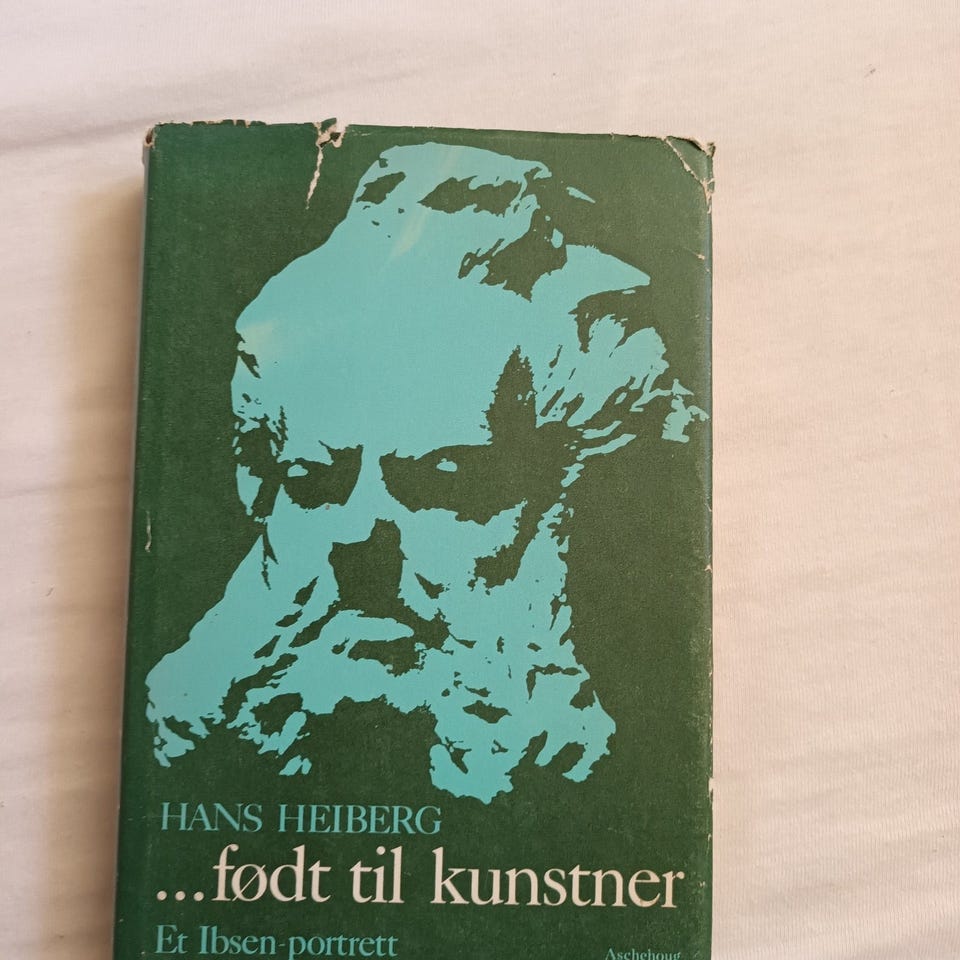 HANS HEIBERG
...født til kunstner
Et Ibsen-portrett
Aschehoug